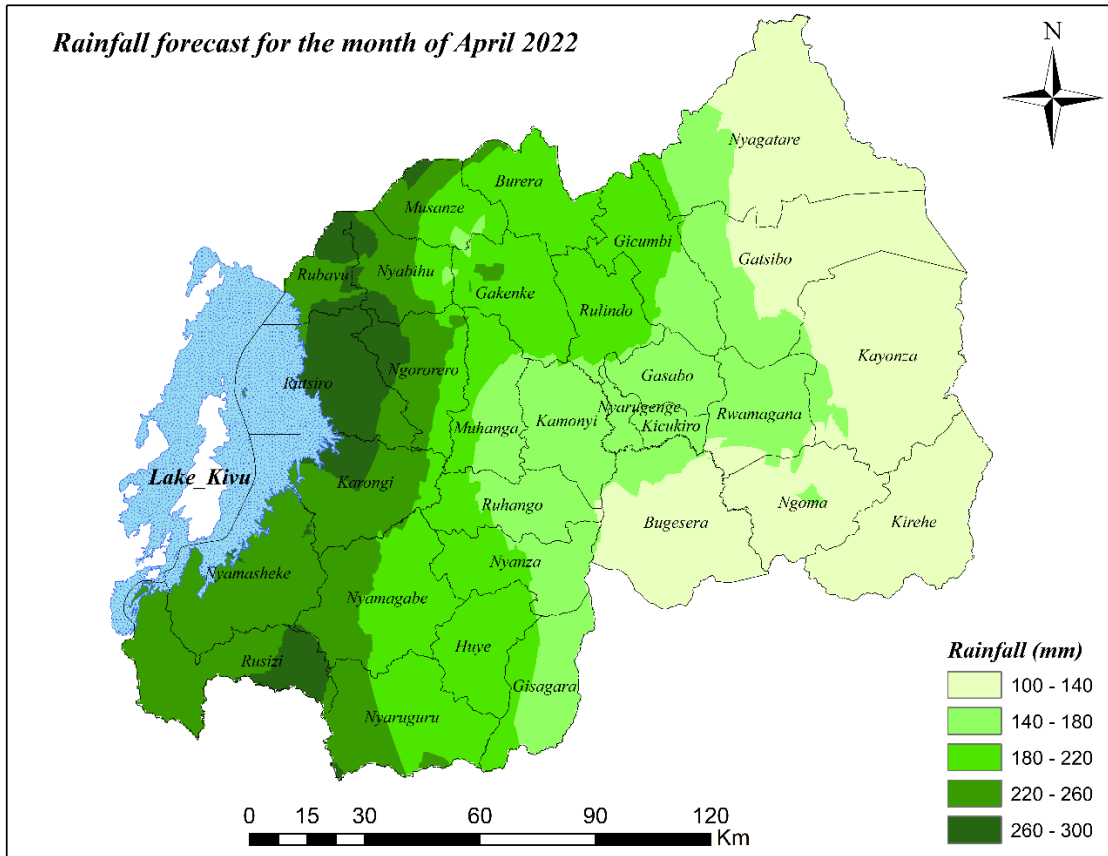 Rainfall forecast for the month of April 2022
N
Nyagatare
Burera
Musanze
Gicumbi
Gatsibo
Rubavu
Nyabihu
Gakenke
Rulindo
Kayonza
Rutsiro
Ngororero
Gasabo
Nyarugenge
Kicukiro
Rwamagana
Muhanga
Kamonyi
Lake_Kivu
Karongi
Ruhango
Bugesera
Ngoma
Kirehe
Nyanza
Nyamasheke
Nyamagabe
Huye
Rusizi
Gisagara
Nyaruguru
Rainfall (mm)
100 - 140
140 - 180
180 - 220
220 - 260
260 - 300
0 15 30 60 90 120
Km